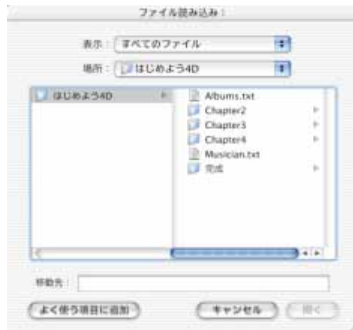 ファイル読み込み：
表示： すべてのファイル
場所： はじめよう4D
はじめよう4D
Albums.txt
Chapter2
Chapter3
Chapter4
Musician.txt
完成
移動先：
よく使う項目に追加
キャンセル
開く